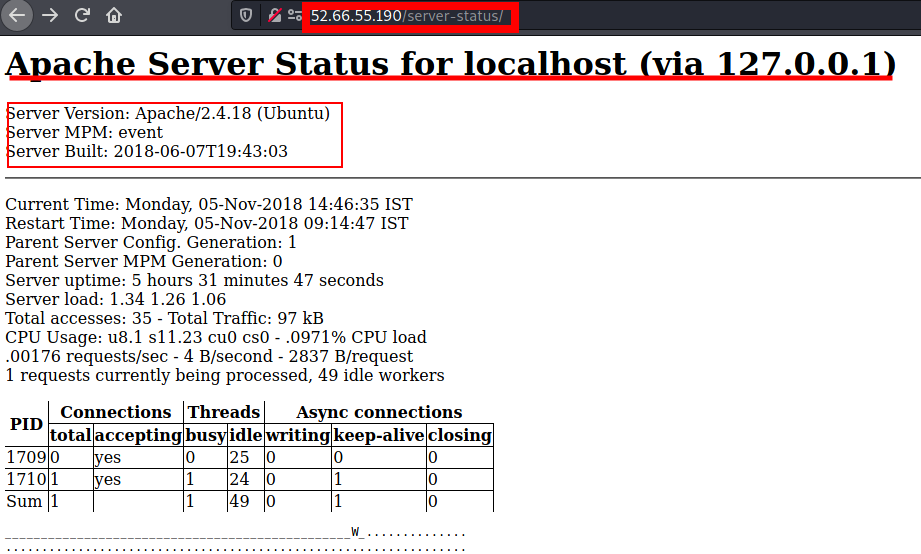 52.66.55.190/server-status/
Apache Server Status for localhost (via 127.0.0.1)
Server Version: Apache/2.4.18 (Ubuntu)
Server MPM: event
Server Built: 2018-06-07T19:43:03
Current Time: Monday, 05-Nov-2018 14:46:35 IST
Restart Time: Monday, 05-Nov-2018 09:14:47 IST
Parent Server Config. Generation: 1
Parent Server MPM Generation: 0
Server uptime: 5 hours 31 minutes 47 seconds
Server load: 1.34 1.26 1.06
Total accesses: 35 - Total Traffic: 97 kB
CPU Usage: u8.1 s11.23 cu0 cs0 - .0971% CPU load
.00176 requests/sec - 4 B/second - 2837 B/request
1 requests currently being processed, 49 idle workers
PID Connections Threads Async connections
total accepting busy idle writing keep-alive closing
1709 0 yes 0 25 0 0 0
1710 1 yes 1 24 0 1 0
Sum 1 1 49 0 1 0
_________________________________________________W_..............
................................................................